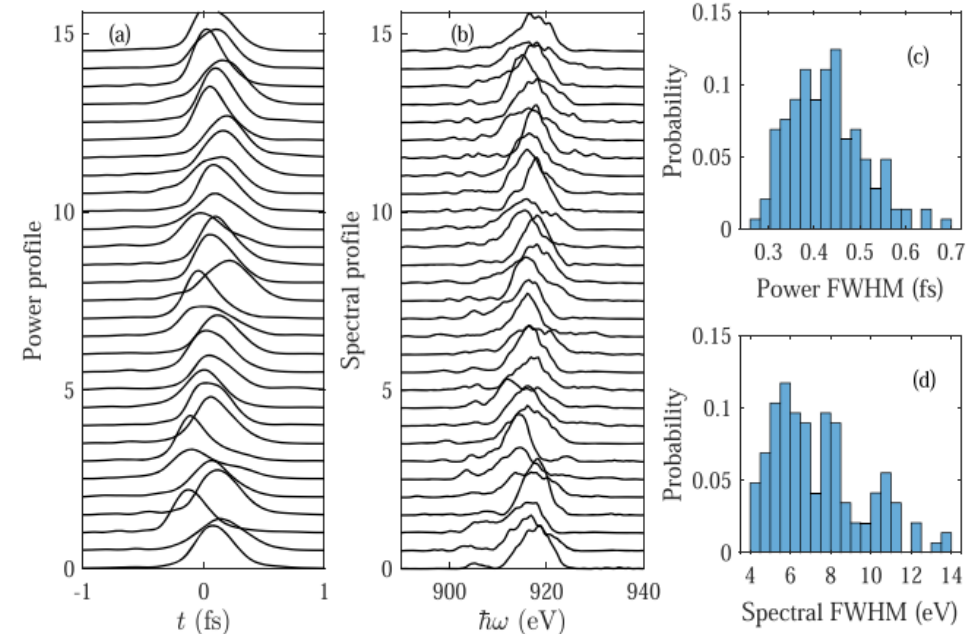 (a)
15
10
5
0
Power profile
-1
0
1
t (fs)
(b)
15
10
5
0
Spectral profile
900
920
940
ħω (eV)
(c)
0.15
0.1
0.05
0
Probability
0.3
0.4
0.5
0.6
0.7
Power FWHM (fs)
(d)
0.15
0.1
0.05
0
Probability
4
6
8
10
12
14
Spectral FWHM (eV)